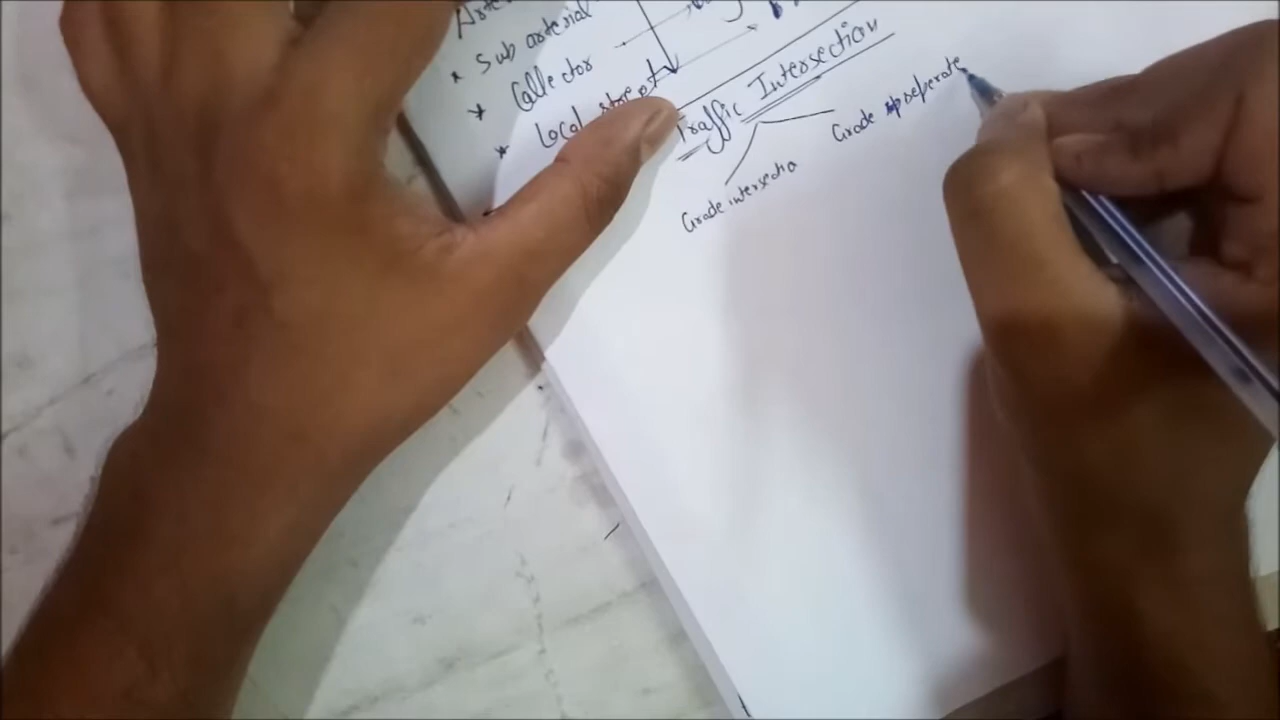 * Sub arterial
* Collector
* Local street
Traffic Intersection
Grade seperate
Grade intersectio